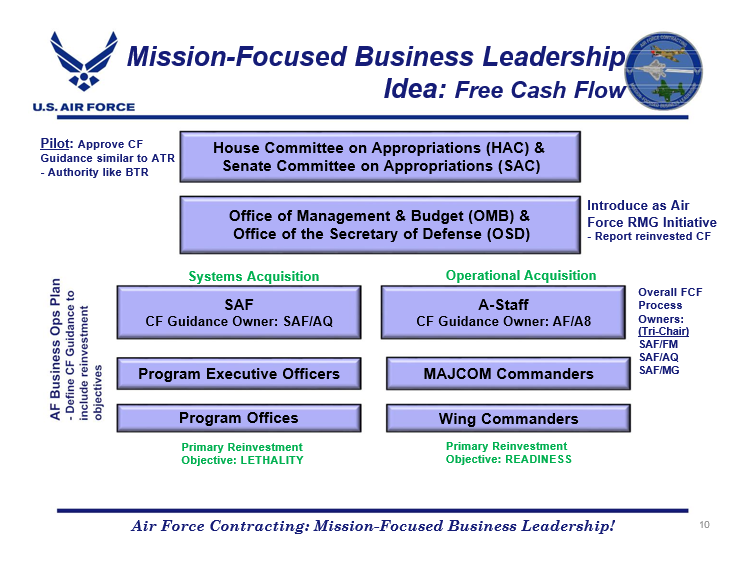 Mission-Focused Business Leadership
Idea: Free Cash Flow
U.S. AIR FORCE
Pilot: Approve CF
Guidance similar to ATR
- Authority like BTR
House Committee on Appropriations (HAC) &
Senate Committee on Appropriations (SAC)
Office of Management & Budget (OMB) &
Office of the Secretary of Defense (OSD)
Introduce as Air
Force RMG Initiative
- Report reinvested CF
Systems Acquisition
Operational Acquisition
AF Business Ops Plan
- Define CF Guidance to
include reinvestment
objectives
SAF
CF Guidance Owner: SAF/AQ
A-Staff
CF Guidance Owner: AF/A8
Overall FCF
Process
Owners:
(Tri-Chair)
SAF/FM
SAF/AQ
SAF/MG
Program Executive Officers
MAJCOM Commanders
Program Offices
Wing Commanders
Primary Reinvestment
Objective: LETHALITY
Primary Reinvestment
Objective: READINESS
Air Force Contracting: Mission-Focused Business Leadership!
10